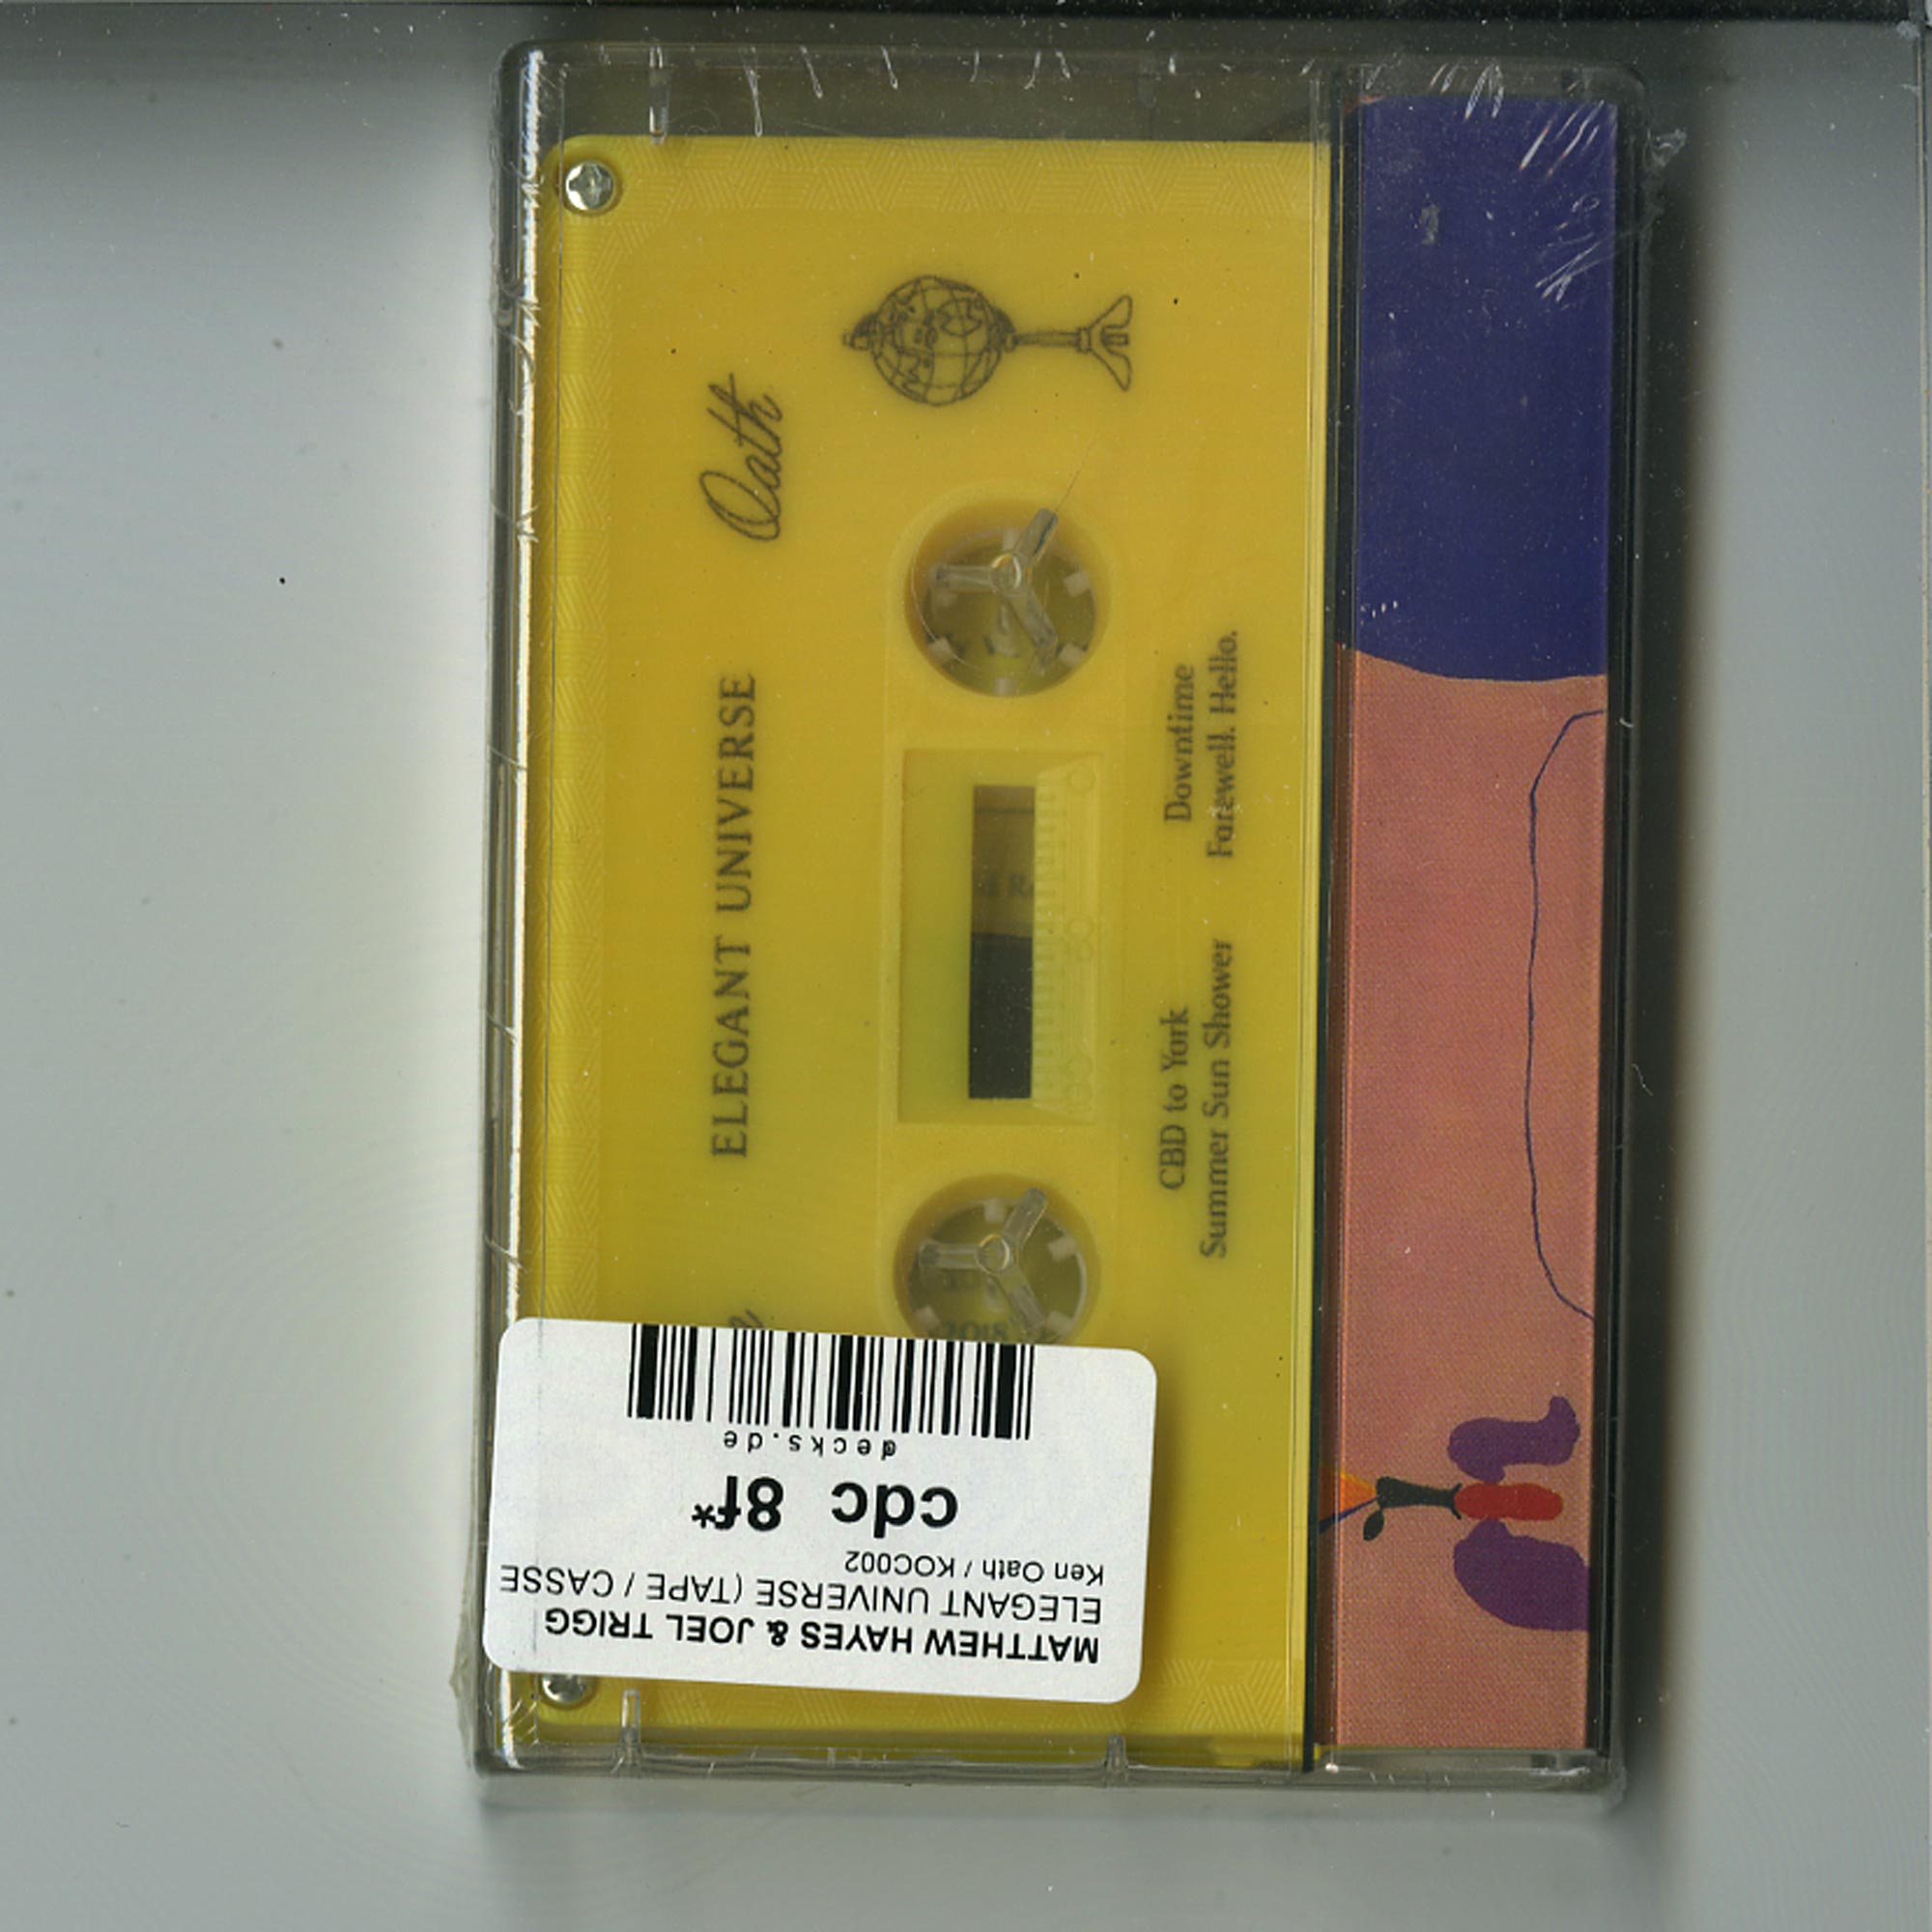 Oath
ELEGANT UNIVERSE
CBD to York
Summer Sun Shower
Downtime
Farewell. Hello.
MATTHEW HAYES & JOEL TRIGG
ELEGANT UNIVERSE (TAPE / CASSE
Ken Oath / KOC002
cdc 8f*
decks.de